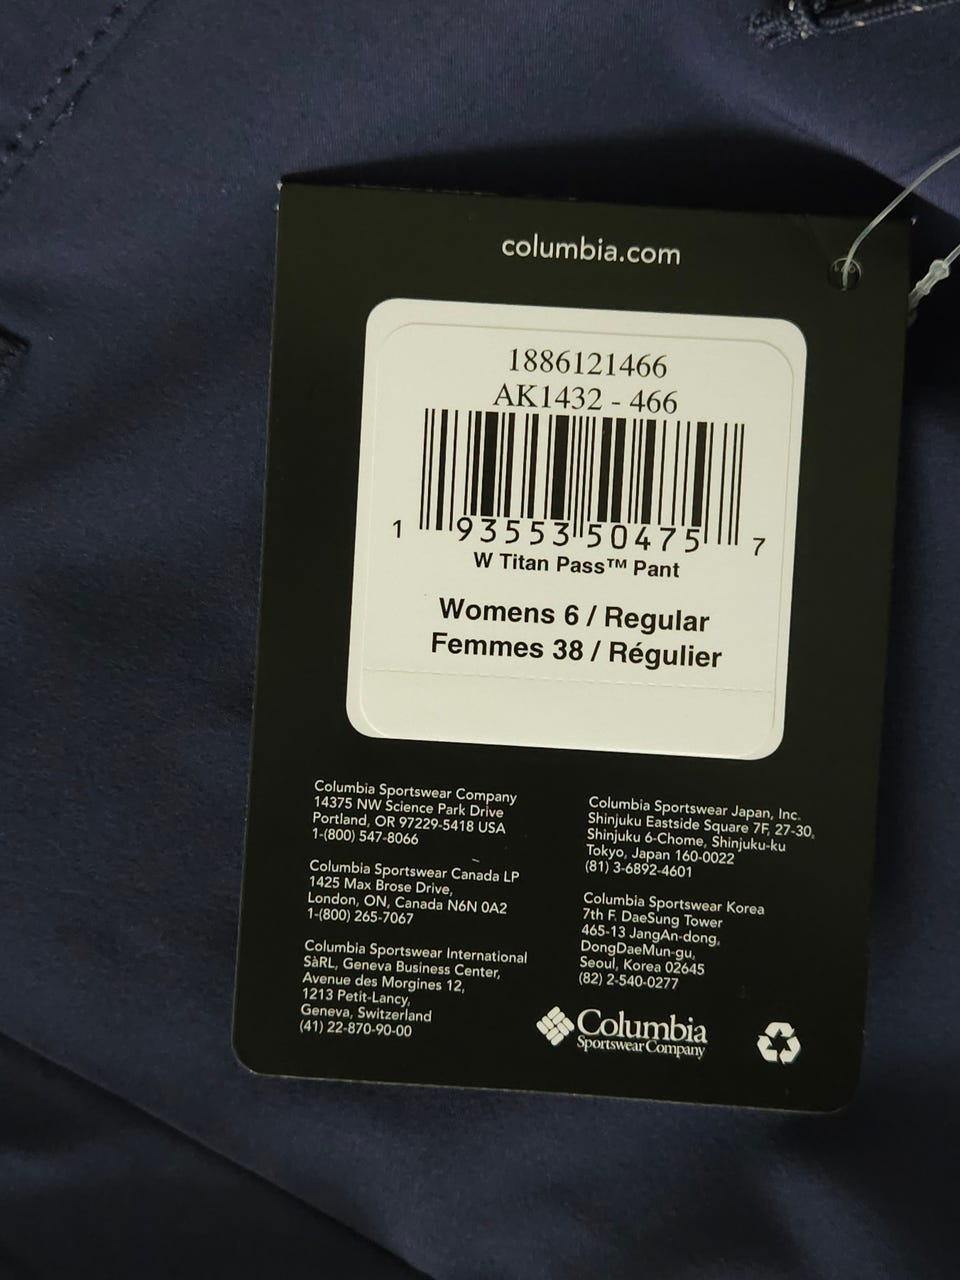 columbia.com
1886121466
AK1432 - 466
1 93553 50475 7
W Titan Pass™ Pant
Womens 6 / Regular
Femmes 38 / Régulier
Columbia Sportswear Company
14375 NW Science Park Drive
Portland, OR 97229-5418 USA
1-(800) 547-8066
Columbia Sportswear Canada LP
1425 Max Brose Drive,
London, ON, Canada N6N 0A2
1-(800) 265-7067
Columbia Sportswear International
SàRL, Geneva Business Center,
Avenue des Morgines 12,
1213 Petit-Lancy,
Geneva, Switzerland
(41) 22-870-90-00
Columbia Sportswear Japan, Inc.
Shinjuku Eastside Square 7F, 27-30,
Shinjuku 6-Chome, Shinjuku-ku
Tokyo, Japan 160-0022
(81) 3-6892-4601
Columbia Sportswear Korea
7th F. DaeSung Tower
465-13 JangAn-dong,
DongDaeMun-gu,
Seoul, Korea 02645
(82) 2-540-0277
Columbia
Sportswear Company